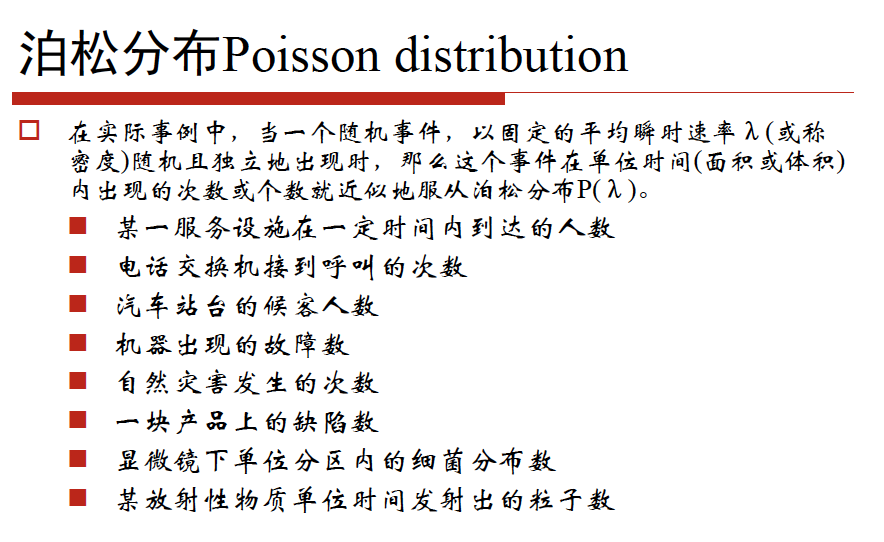 泊松分布Poisson distribution
在实际事例中，当一个随机事件，以固定的平均瞬时速率λ(或称
密度)随机且独立地出现时，那么这个事件在单位时间(面积或体积)
内出现的次数或个数就近似地服从泊松分布P(λ)。
某一服务设施在一定时间内到达的人数
电话交换机接到呼叫的次数
汽车站台的候客人数
机器出现的故障数
自然灾害发生的次数
一块产品上的缺陷数
显微镜下单位分区内的细菌分布数
某放射性物质单位时间发射出的粒子数